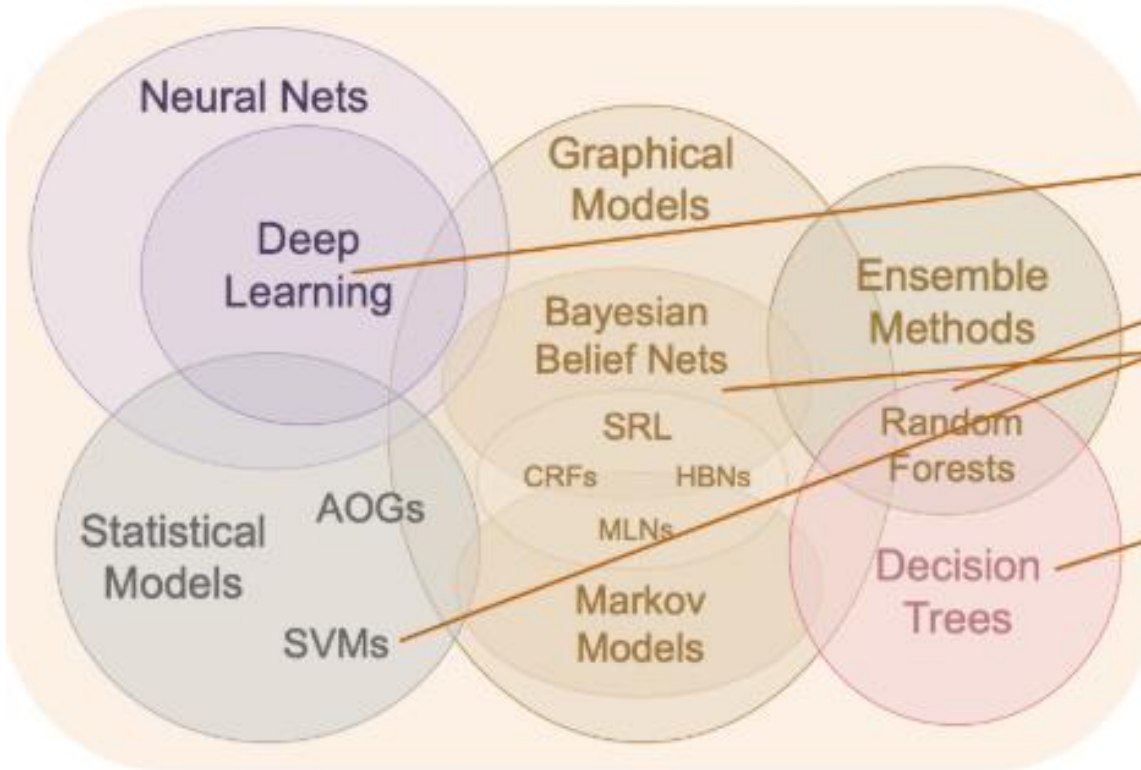 Neural Nets
Deep
Learning
Graphical
Models
Ensemble
Methods
Bayesian
Belief Nets
SRL
CRFs
HBNs
MLNs
Random
Forests
Statistical
Models
AOGs
SVMs
Markov
Models
Decision
Trees